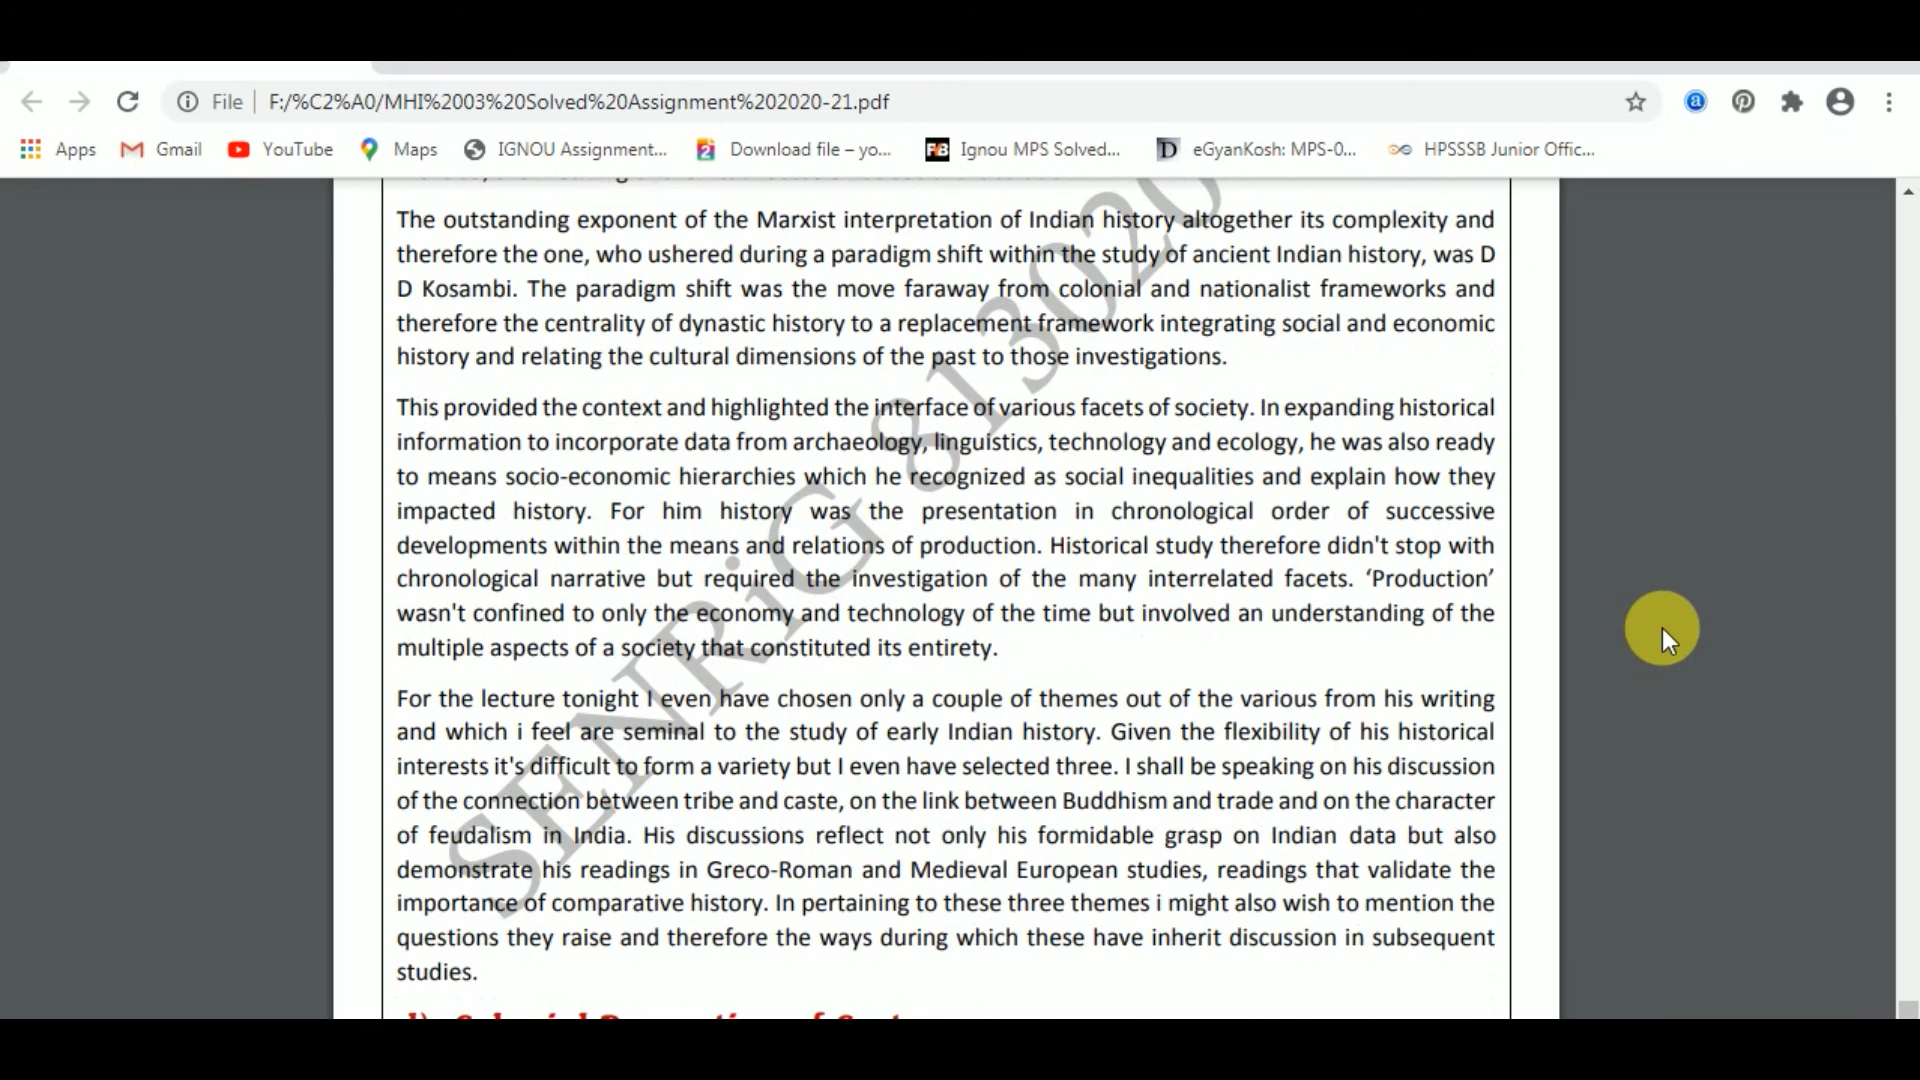 File F:/%C2%A0/MHI%2003%20Solved%20Assignment%202020-21.pdf
Apps Gmail YouTube Maps IGNOU Assignment... Download file – yo... Ignou MPS Solved... eGyanKosh: MPS-0... HPSSSB Junior Offic...
The outstanding exponent of the Marxist interpretation of Indian history altogether its complexity and
therefore the one, who ushered during a paradigm shift within the study of ancient Indian history, was D
D Kosambi. The paradigm shift was the move faraway from colonial and nationalist frameworks and
therefore the centrality of dynastic history to a replacement framework integrating social and economic
history and relating the cultural dimensions of the past to those investigations.
This provided the context and highlighted the interface of various facets of society. In expanding historical
information to incorporate data from archaeology, linguistics, technology and ecology, he was also ready
to means socio-economic hierarchies which he recognized as social inequalities and explain how they
impacted history. For him history was the presentation in chronological order of successive
developments within the means and relations of production. Historical study therefore didn't stop with
chronological narrative but required the investigation of the many interrelated facets. ‘Production’
wasn't confined to only the economy and technology of the time but involved an understanding of the
multiple aspects of a society that constituted its entirety.
For the lecture tonight I even have chosen only a couple of themes out of the various from his writing
and which i feel are seminal to the study of early Indian history. Given the flexibility of his historical
interests it's difficult to form a variety but I even have selected three. I shall be speaking on his discussion
of the connection between tribe and caste, on the link between Buddhism and trade and on the character
of feudalism in India. His discussions reflect not only his formidable grasp on Indian data but also
demonstrate his readings in Greco-Roman and Medieval European studies, readings that validate the
importance of comparative history. In pertaining to these three themes i might also wish to mention the
questions they raise and therefore the ways during which these have inherit discussion in subsequent
studies.
SENRiG 813020